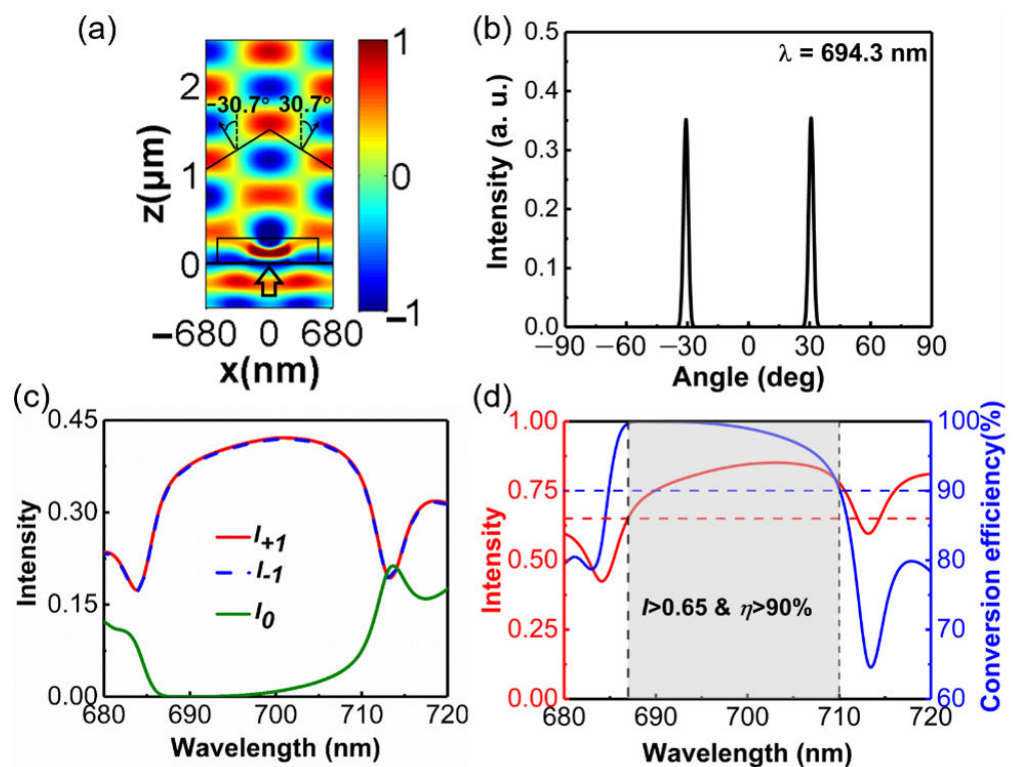 (a)
1
0
−1
−30.7° 30.7°
2
1
0
z(μm)
−680 0 680
x(nm)
(b)
λ = 694.3 nm
0.5
0.4
0.3
0.2
0.1
0.0
Intensity (a. u.)
−90 −60 −30 0 30 60 90
Angle (deg)
(c)
0.45
0.30
0.15
0.00
Intensity
I+1
I-1
I0
680 690 700 710 720
Wavelength (nm)
(d)
1.00
0.75
0.50
0.25
0.00
Intensity
I>0.65 & η>90%
100%
90
80
70
60
Conversion efficiency(%)
680 690 700 710 720
Wavelength (nm)